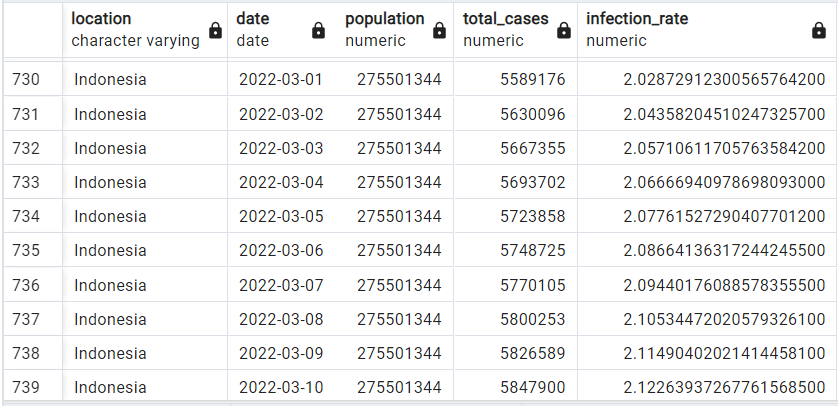 location date population total_cases infection_rate
character varying date numeric numeric numeric
730 Indonesia 2022-03-01 275501344 5589176 2.02872912300565764200
731 Indonesia 2022-03-02 275501344 5630096 2.04358204510247325700
732 Indonesia 2022-03-03 275501344 5667355 2.05710611705763584200
733 Indonesia 2022-03-04 275501344 5693702 2.06666940978698093000
734 Indonesia 2022-03-05 275501344 5723858 2.07761527290407701200
735 Indonesia 2022-03-06 275501344 5748725 2.08664136317244245500
736 Indonesia 2022-03-07 275501344 5770105 2.09440176088578355500
737 Indonesia 2022-03-08 275501344 5800253 2.10534472020579326100
738 Indonesia 2022-03-09 275501344 5826589 2.11490402021414458100
739 Indonesia 2022-03-10 275501344 5847900 2.12263937267761568500